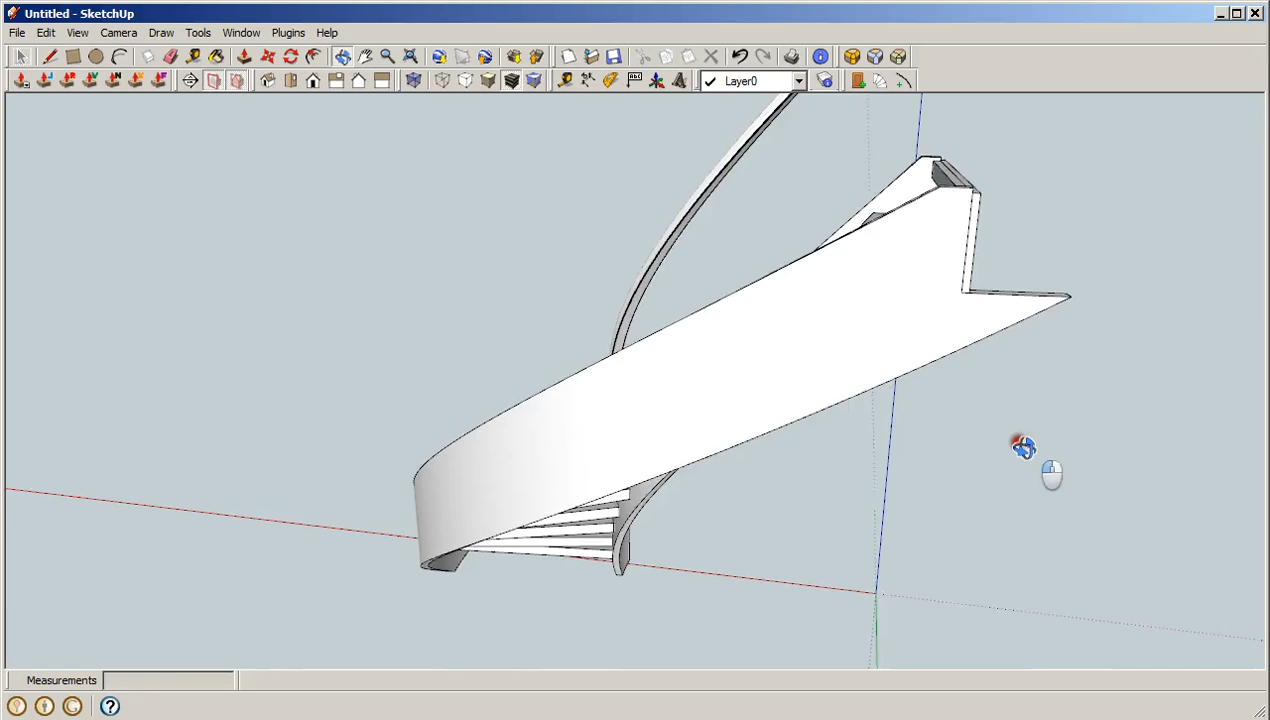 Untitled - SketchUp
File Edit View Camera Draw Tools Window Plugins Help
Layer0
Measurements